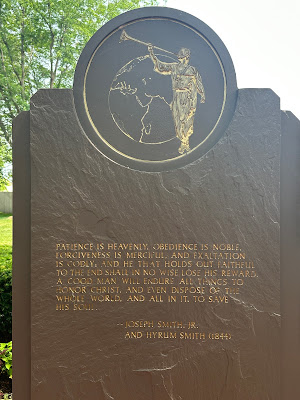 PATIENCE IS HEAVENLY, OBEDIENCE IS NOBLE,
FORGIVENESS IS MERCIFUL, AND EXALTATION
IS GODLY; AND HE THAT HOLDS OUT FAITHFUL
TO THE END SHALL IN NO WISE LOSE HIS REWARD.
A GOOD MAN WILL ENDURE ALL THINGS TO
HONOR CHRIST, AND EVEN DISPOSE OF THE
WHOLE WORLD, AND ALL IN IT, TO SAVE
HIS SOUL.
—JOSEPH SMITH, JR.
AND HYRUM SMITH (1844)